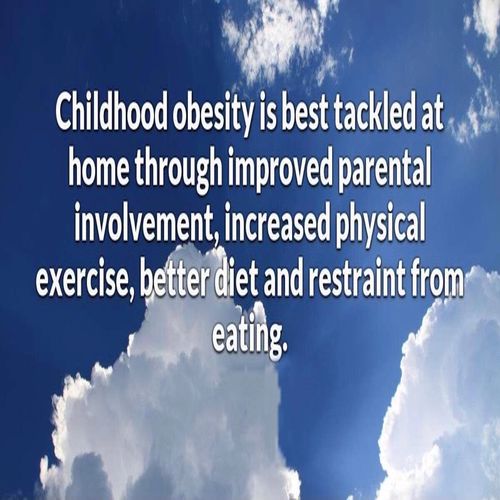 Childhood obesity is best tackled at
home through improved parental
involvement, increased physical
exercise, better diet and restraint from
eating.